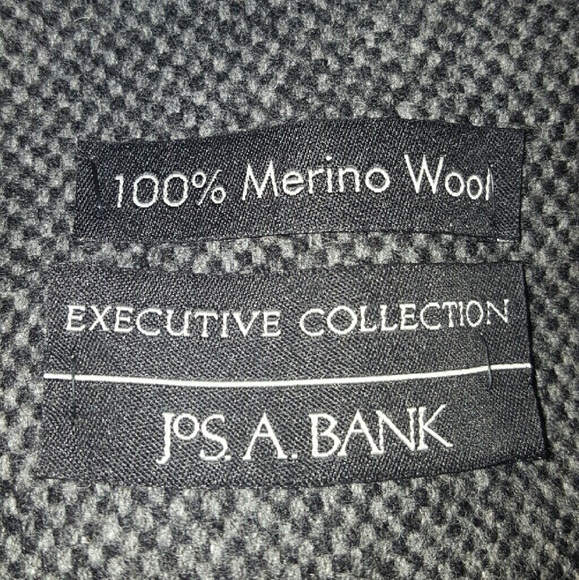 100% Merino Wool
EXECUTIVE COLLECTION
JOS. A. BANK